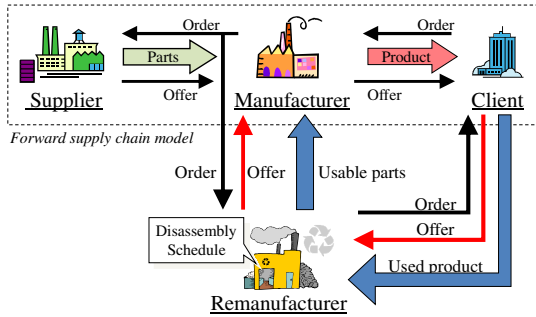 Order
Order
Parts
Product
Offer
Offer
Supplier
Manufacturer
Client
Forward supply chain model
Order
Offer
Usable parts
Order
Disassembly
Schedule
Offer
Used product
Remanufacturer